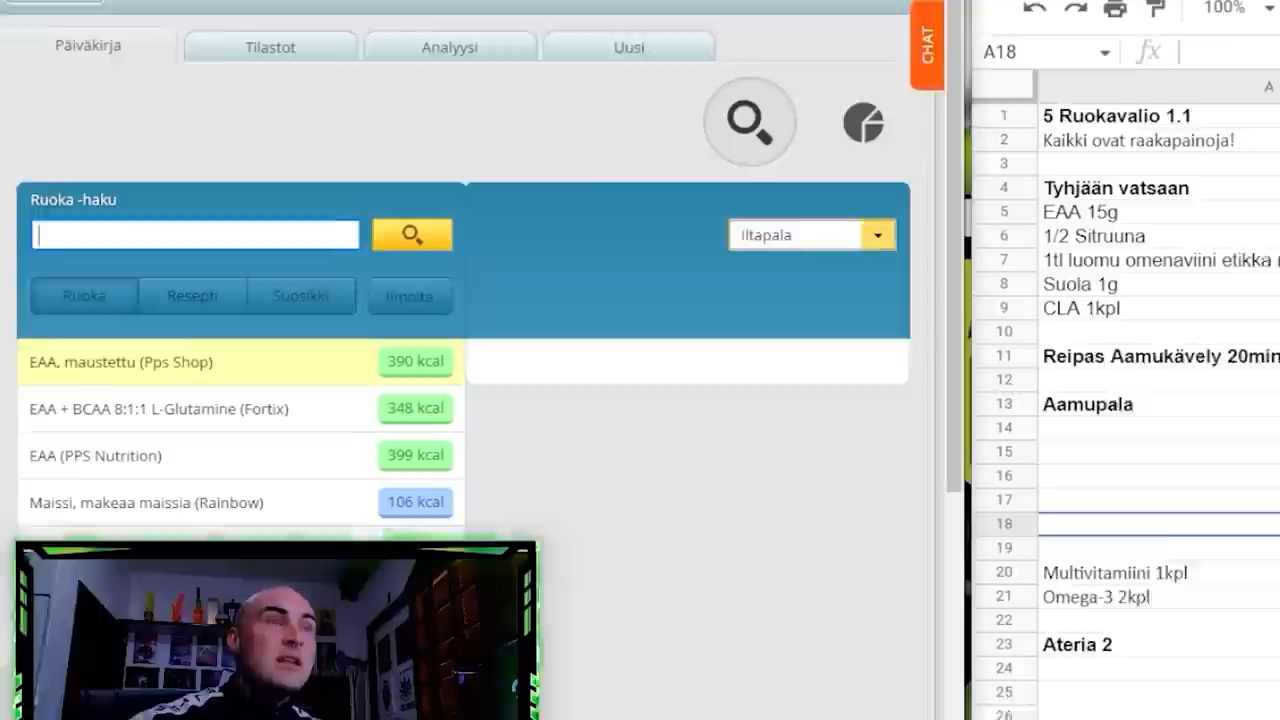 Päiväkirja
Tilastot
Analyysi
Uusi
CHAT
Ruoka -haku
Iltapala
Ruoka
Resepti
Suosikki
Ilmoita
EAA, maustettu (Pps Shop) 390 kcal
EAA + BCAA 8:1:1 L-Glutamine (Fortix) 348 kcal
EAA (PPS Nutrition) 399 kcal
Maissi, makeaa maissia (Rainbow) 106 kcal
100%
A18 fx
A
1 5 Ruokavalio 1.1
2 Kaikki ovat raakapainoja!
3
4 Tyhjään vatsaan
5 EAA 15g
6 1/2 Sitruuna
7 1tl luomu omenaviini etikka
8 Suola 1g
9 CLA 1kpl
10
11 Reipas Aamukävely 20min
12
13 Aamupala
14
15
16
17
18
19
20 Multivitamiini 1kpl
21 Omega-3 2kpl
22
23 Ateria 2
24
25
26